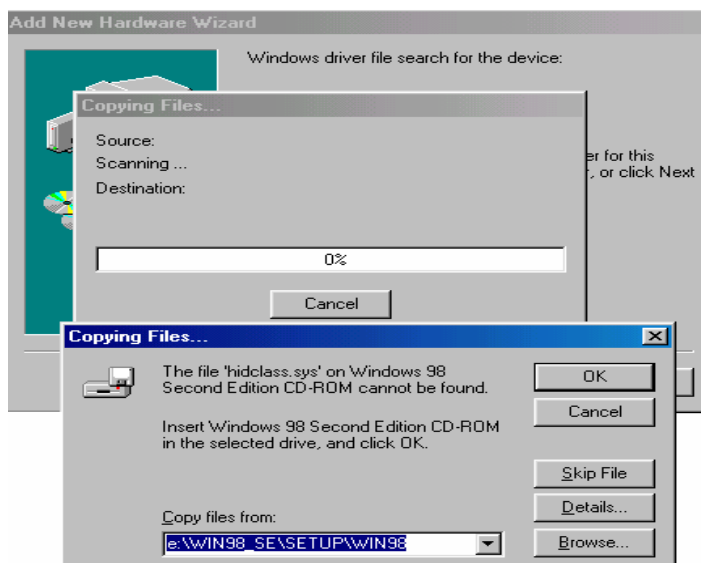 Add New Hardware Wizard
Windows driver file search for the device:
er for this
, or click Next
Copying Files...
Source:
Scanning ...
Destination:
0%
Cancel
Copying Files...
The file 'hidclass.sys' on Windows 98
Second Edition CD-ROM cannot be found.
Insert Windows 98 Second Edition CD-ROM
in the selected drive, and click OK.
Copy files from:
e:\WIN98_SE\SETUP\WIN98
OK
Cancel
Skip File
Details...
Browse...